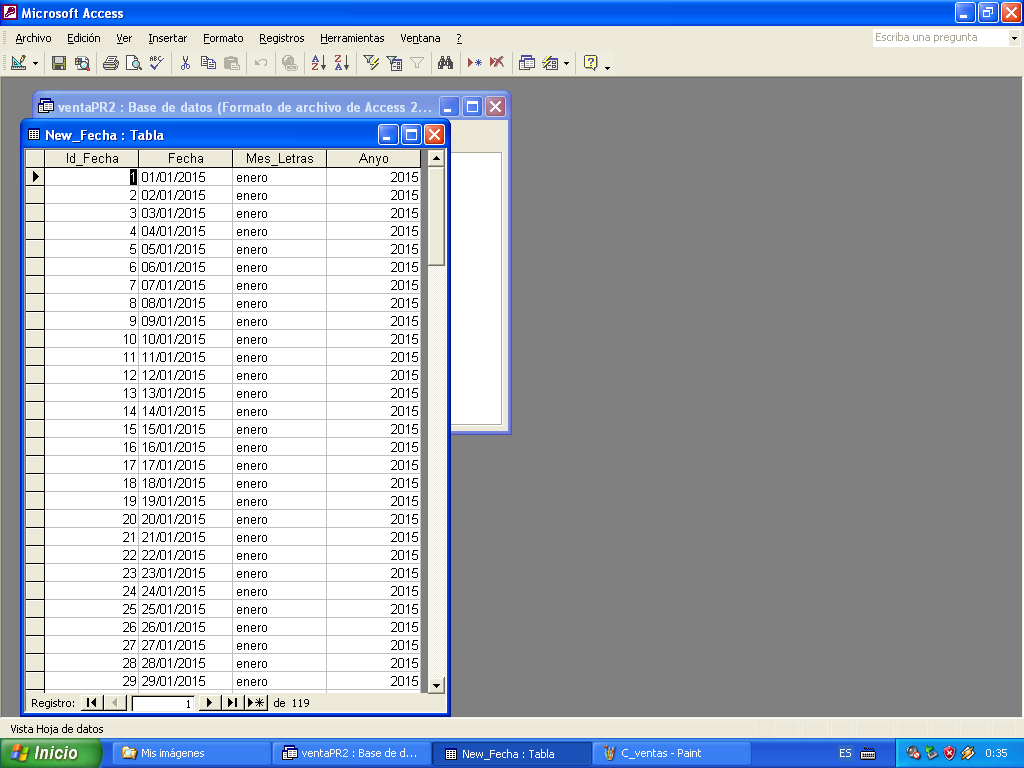 Microsoft Access
Archivo Edición Ver Insertar Formato Registros Herramientas Ventana ?
Escriba una pregunta
ventaPR2 : Base de datos (Formato de archivo de Access 2...
New_Fecha : Tabla
Id_Fecha Fecha Mes_Letras Anyo
1 01/01/2015 enero 2015
2 02/01/2015 enero 2015
3 03/01/2015 enero 2015
4 04/01/2015 enero 2015
5 05/01/2015 enero 2015
6 06/01/2015 enero 2015
7 07/01/2015 enero 2015
8 08/01/2015 enero 2015
9 09/01/2015 enero 2015
10 10/01/2015 enero 2015
11 11/01/2015 enero 2015
12 12/01/2015 enero 2015
13 13/01/2015 enero 2015
14 14/01/2015 enero 2015
15 15/01/2015 enero 2015
16 16/01/2015 enero 2015
17 17/01/2015 enero 2015
18 18/01/2015 enero 2015
19 19/01/2015 enero 2015
20 20/01/2015 enero 2015
21 21/01/2015 enero 2015
22 22/01/2015 enero 2015
23 23/01/2015 enero 2015
24 24/01/2015 enero 2015
25 25/01/2015 enero 2015
26 26/01/2015 enero 2015
27 27/01/2015 enero 2015
28 28/01/2015 enero 2015
29 29/01/2015 enero 2015
Registro: 1 de 119
Vista Hoja de datos
Inicio Mis imágenes ventaPR2 : Base de d... New_Fecha : Tabla C_ventas - Paint ES 0:35